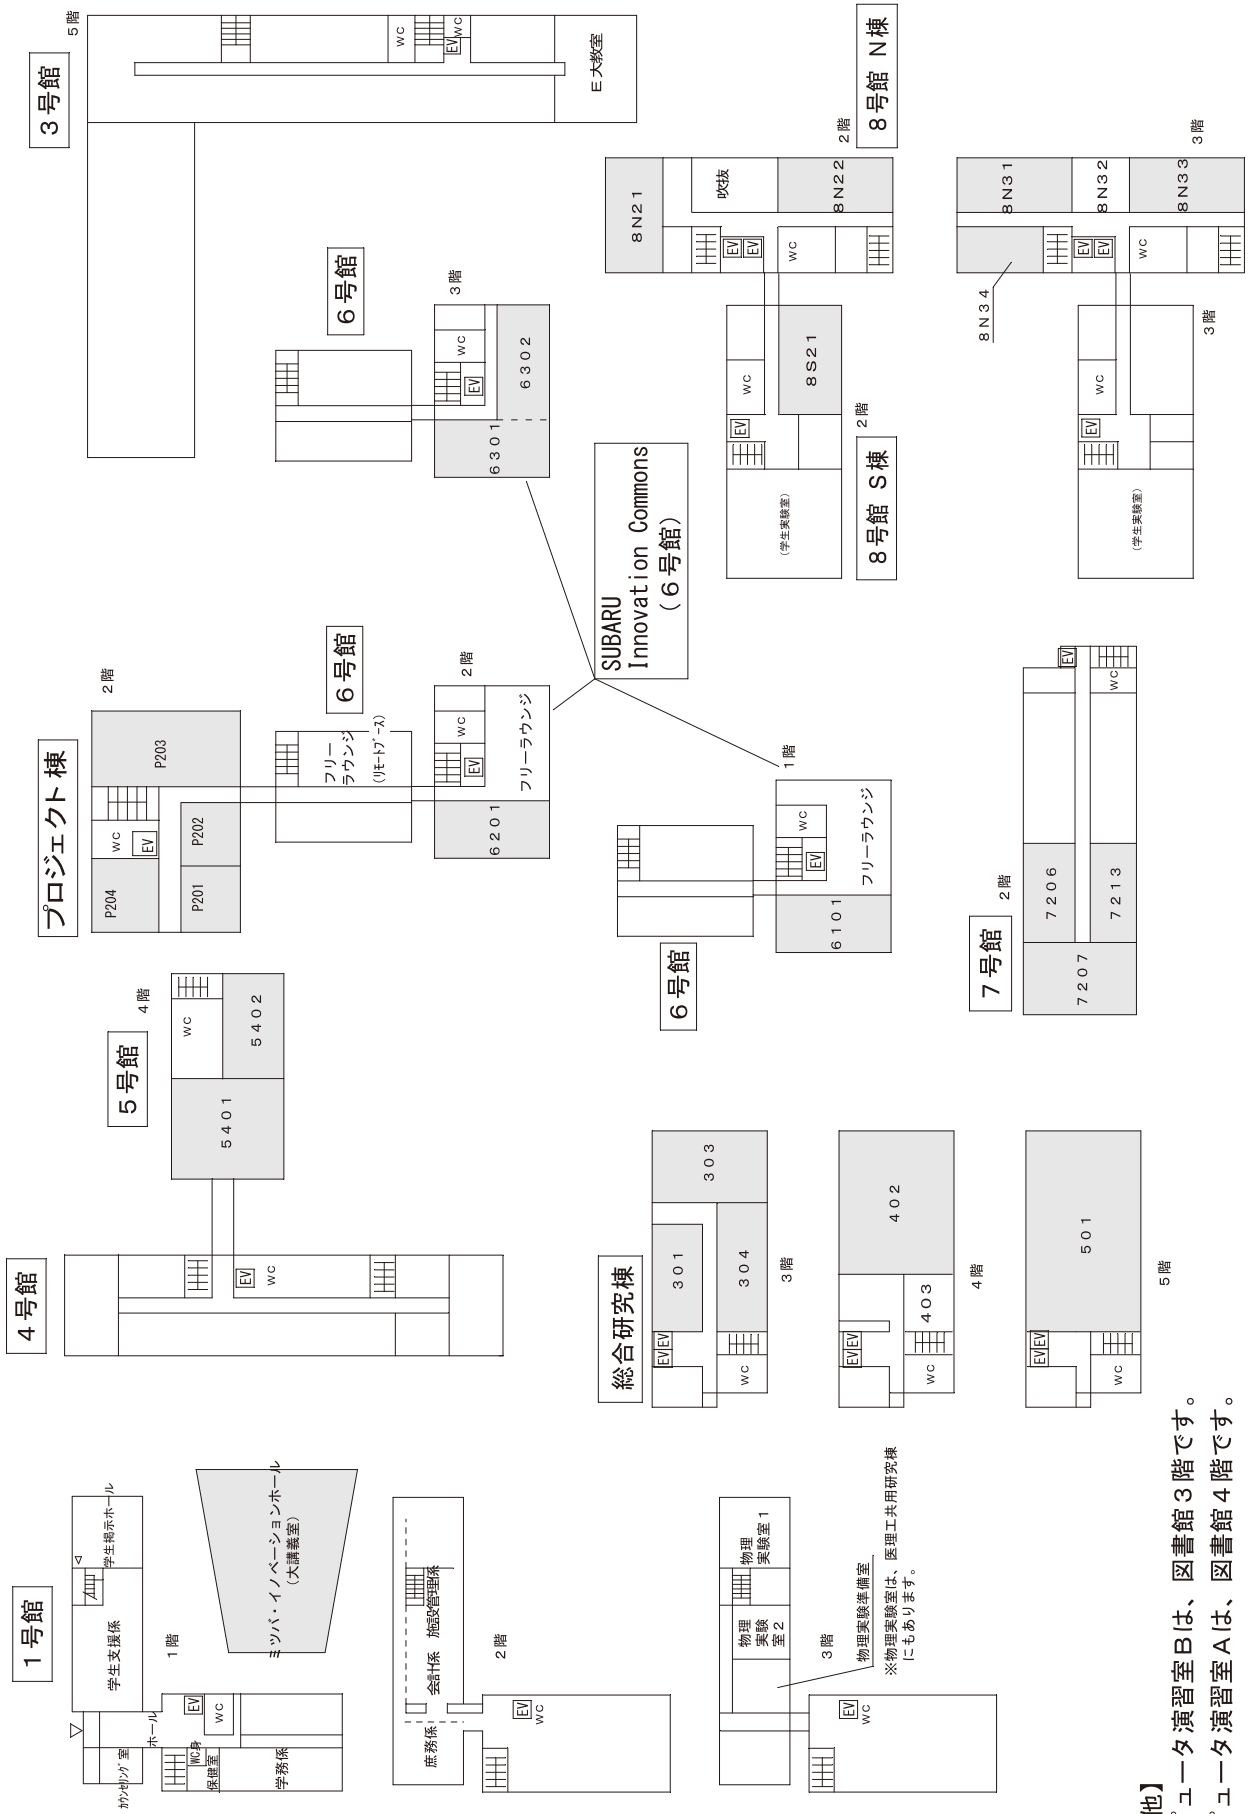 1号館
学生掲示ホール
学生支援係
1階
ミツバ・イノベーションホール
(大講義室)
ホール
EV
WC
カウンセリング室
WC身
保健室
学務係
会計係 施設管理係
庶務係
2階
EV
WC
物理
実験室1
物理
実験
室2
物理実験準備室
※物理実験室は、医理工共用研究棟
にもあります。
3階
EV
WC
4号館
EV
WC
5号館
4階
WC
5401
5402
プロジェクト棟
2階
P203
WC
EV
P202
P204
P201
6号館
2階
フリー
ラウンジ
(リモートブース)
WC
EV
フリーラウンジ
6201
3号館
5階
WC
EV
WC
E大教室
6号館
3階
WC
EV
6302
6301
SUBARU
Innovation Commons
(6号館)
6号館
1階
WC
EV
フリーラウンジ
6101
総合研究棟
303
301
304
EV
EV
WC
3階
402
403
EV
EV
WC
4階
501
EV
EV
WC
5階
7号館
2階
EV
WC
7206
7213
7207
8号館 N棟
2階
8N21
吹抜
8N22
EV
EV
WC
8号館 S棟
2階
WC
EV
8S21
(学生実験室)
3階
8N31
8N32
8N33
8N34
EV
EV
WC
3階
WC
EV
(学生実験室)
他】
ュータ演習室Bは、図書館3階です。
ュータ演習室Aは、図書館4階です。